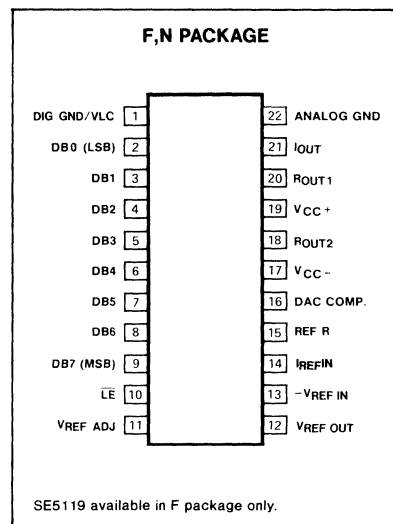 F,N PACKAGE
DIG GND/VLC 1 22 ANALOG GND
DB0 (LSB) 2 21 IOUT
DB1 3 20 ROUT1
DB2 4 19 VCC+
DB3 5 18 ROUT2
DB4 6 17 VCC-
DB5 7 16 DAC COMP.
DB6 8 15 REF R
DB7 (MSB) 9 14 IREFIN
LE 10 13 -VREF IN
VREF ADJ 11 12 VREF OUT
SE5119 available in F package only.